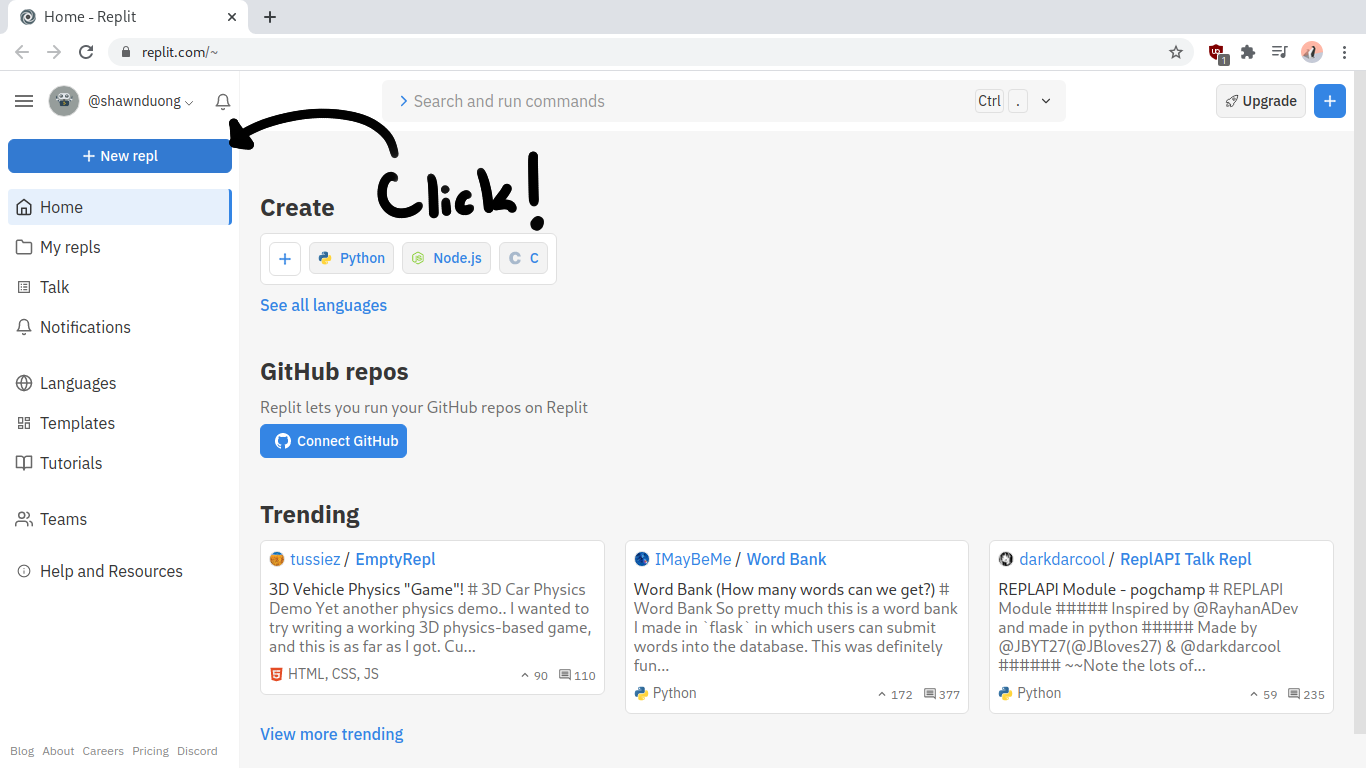 Home - Replit
replit.com/~
1
@shawnduong
Search and run commands
Ctrl .
Upgrade
+ New repl
Click!
Home
My repls
Talk
Notifications
Languages
Templates
Tutorials
Teams
Help and Resources
Blog About Careers Pricing Discord
Create
+ Python Node.js C C
See all languages
GitHub repos
Replit lets you run your GitHub repos on Replit
Connect GitHub
Trending
tussiez / EmptyRepl
3D Vehicle Physics "Game"! # 3D Car Physics
Demo Yet another physics demo.. I wanted to
try writing a working 3D physics-based game,
and this is as far as I got. Cu...
HTML, CSS, JS 90 110
IMayBeMe / Word Bank
Word Bank (How many words can we get?) #
Word Bank So pretty much this is a word bank
I made in `flask` in which users can submit
words into the database. This was definitely
fun...
Python 172 377
darkdarcool / ReplAPI Talk Repl
REPLAPI Module - pogchamp # REPLAPI
Module ##### Inspired by @RayhanADev
and made in python ##### Made by
@JBYT27(@JBloves27) & @darkdarcool
###### ~~Note the lots of...
Python 59 235
View more trending